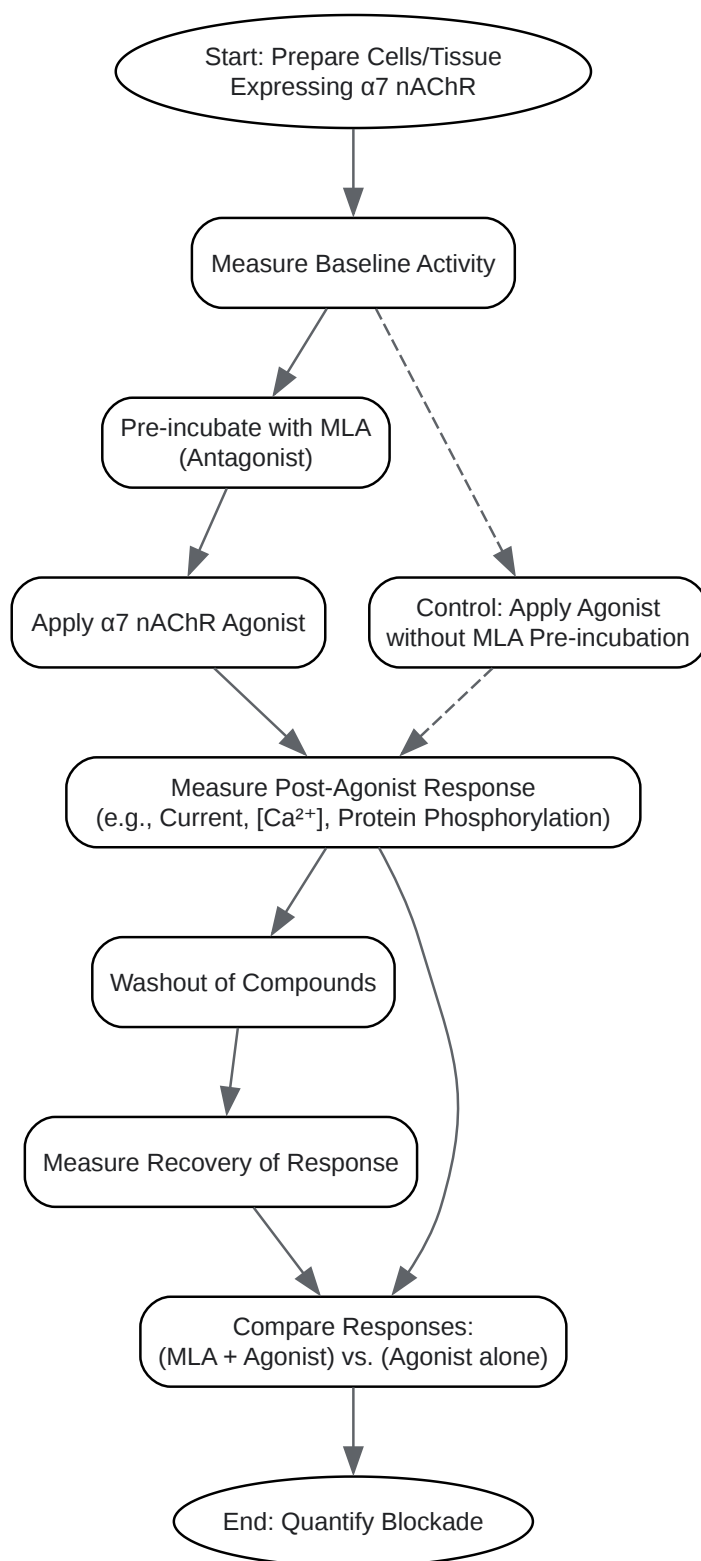 Start: Prepare Cells/Tissue
Expressing α7 nAChR
Measure Baseline Activity
Pre-incubate with MLA
(Antagonist)
Apply α7 nAChR Agonist
Control: Apply Agonist
without MLA Pre-incubation
Measure Post-Agonist Response
(e.g., Current, [Ca²⁺], Protein Phosphorylation)
Washout of Compounds
Measure Recovery of Response
Compare Responses:
(MLA + Agonist) vs. (Agonist alone)
End: Quantify Blockade